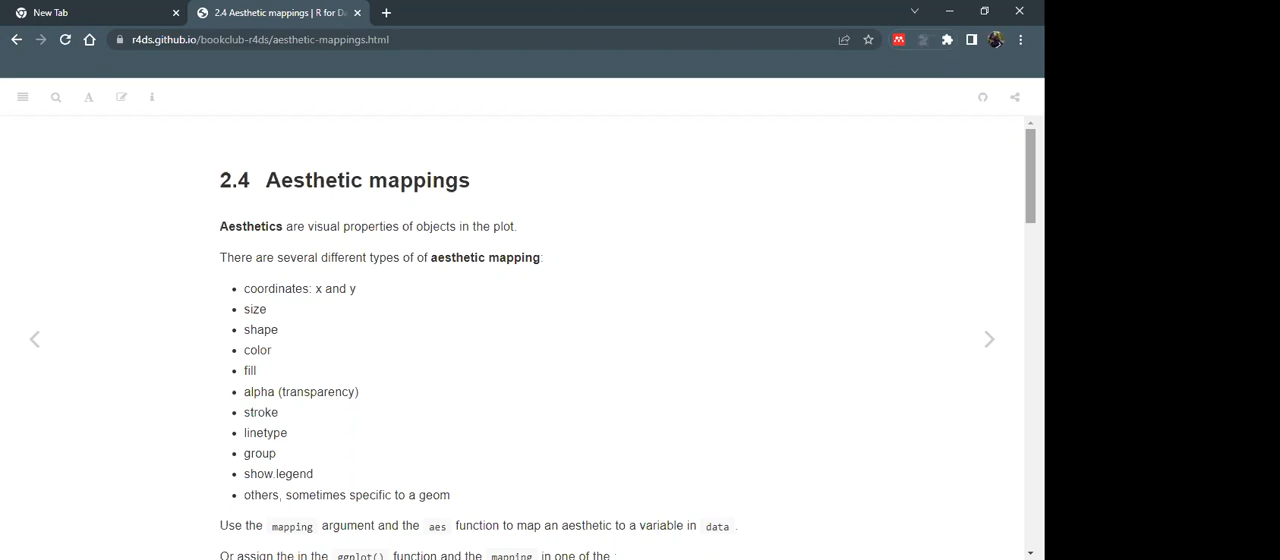 New Tab
2.4 Aesthetic mappings | R for Da
r4ds.github.io/bookclub-r4ds/aesthetic-mappings.html
2.4 Aesthetic mappings
Aesthetics are visual properties of objects in the plot.
There are several different types of of aesthetic mapping:
• coordinates: x and y
• size
• shape
• color
• fill
• alpha (transparency)
• stroke
• linetype
• group
• show.legend
• others, sometimes specific to a geom
Use the mapping argument and the aes function to map an aesthetic to a variable in data .
Or assign the in the ggplot() function and the mapping in one of the :